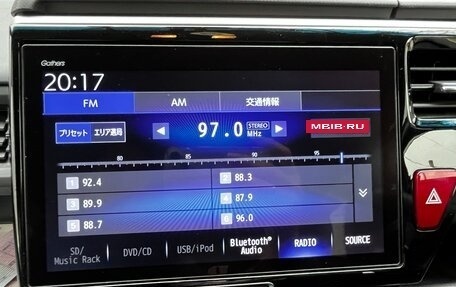 Gathers
20:17
FM AM 交通情報
プリセット エリア選局 97.0 STEREO MHz MBIB·RU
80 85 90 95
1 92.4 2 88.3
3 89.9 4 87.9
5 88.7 6 96.0
SD/ Music Rack DVD/CD USB/iPod Bluetooth® Audio RADIO SOURCE